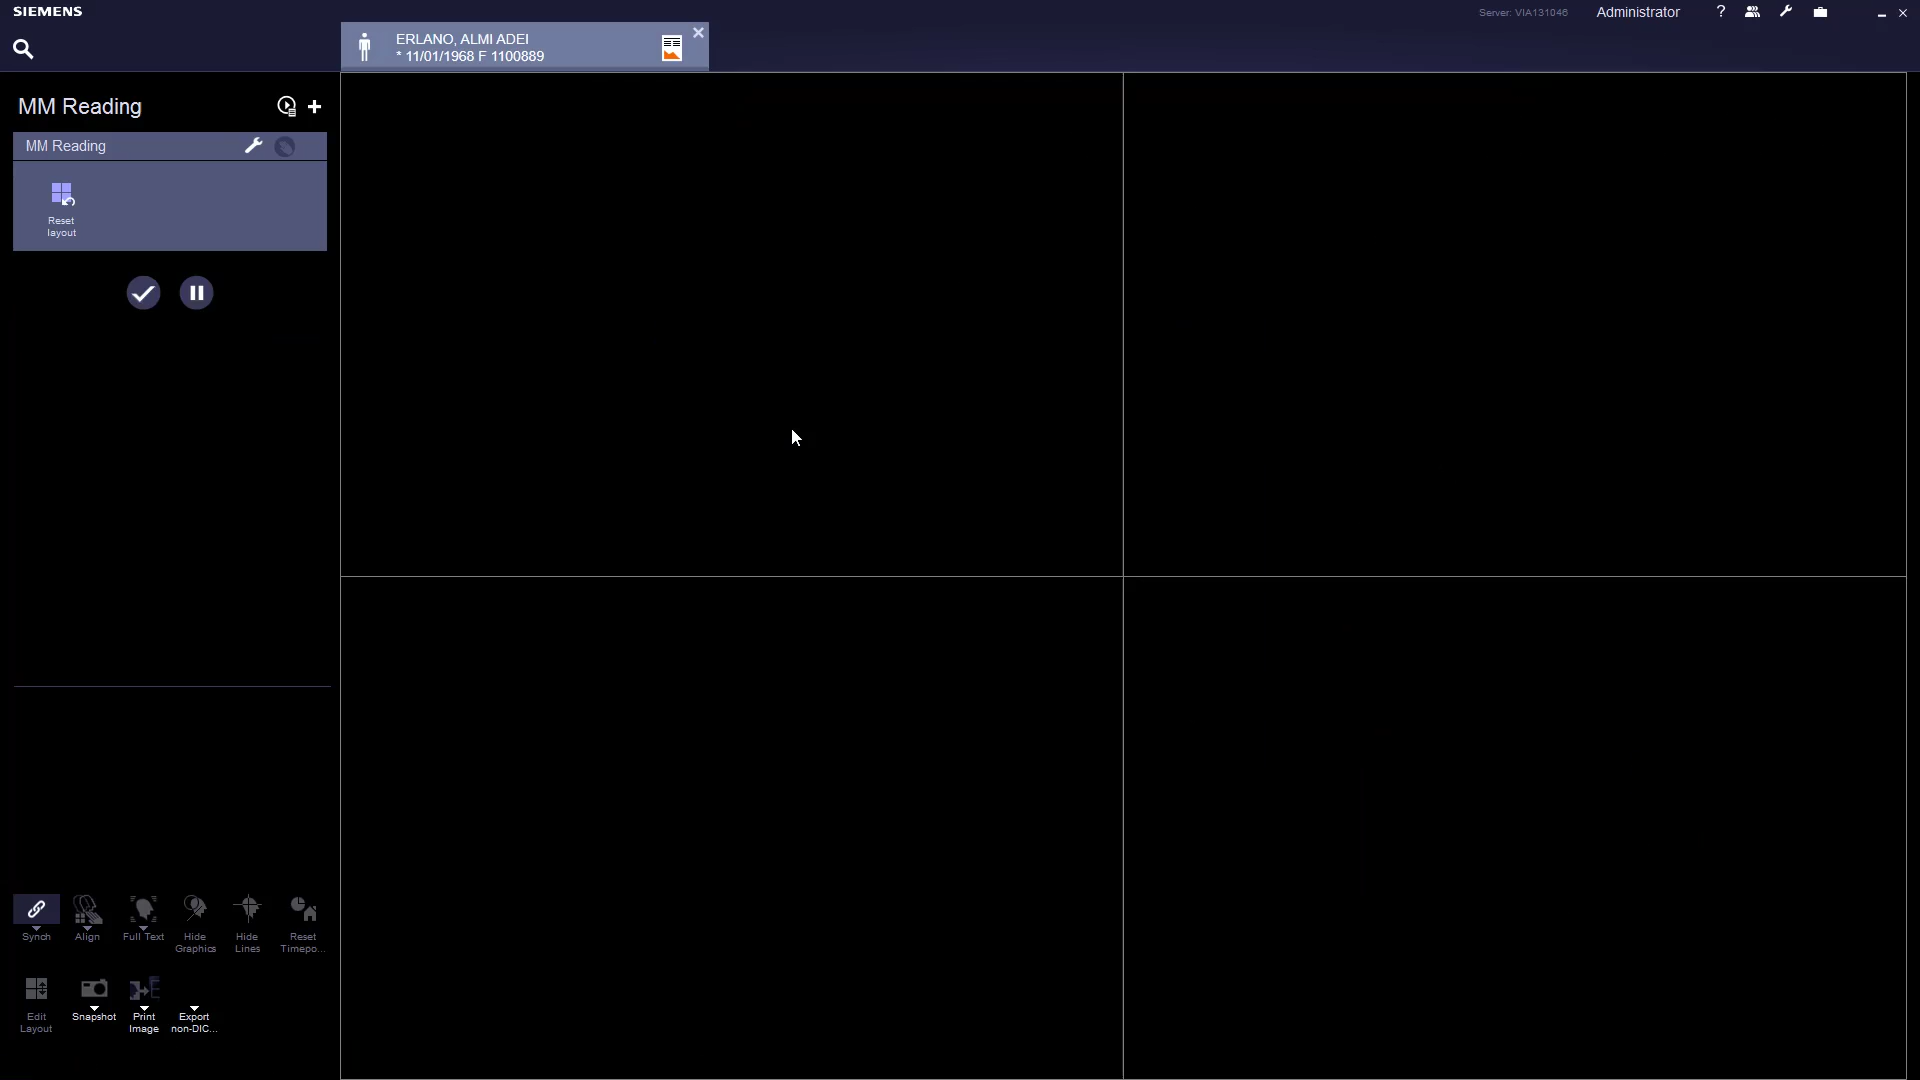 SIEMENS
Server: VIA131046
Administrator
?
ERLANO, ALMI ADEI
* 11/01/1968 F 1100889
MM Reading
MM Reading
Reset
layout
Synch
Align
Full Text
Hide
Graphics
Hide
Lines
Reset
Timepo...
Edit
Layout
Snapshot
Print
Image
Export
non-DIC...